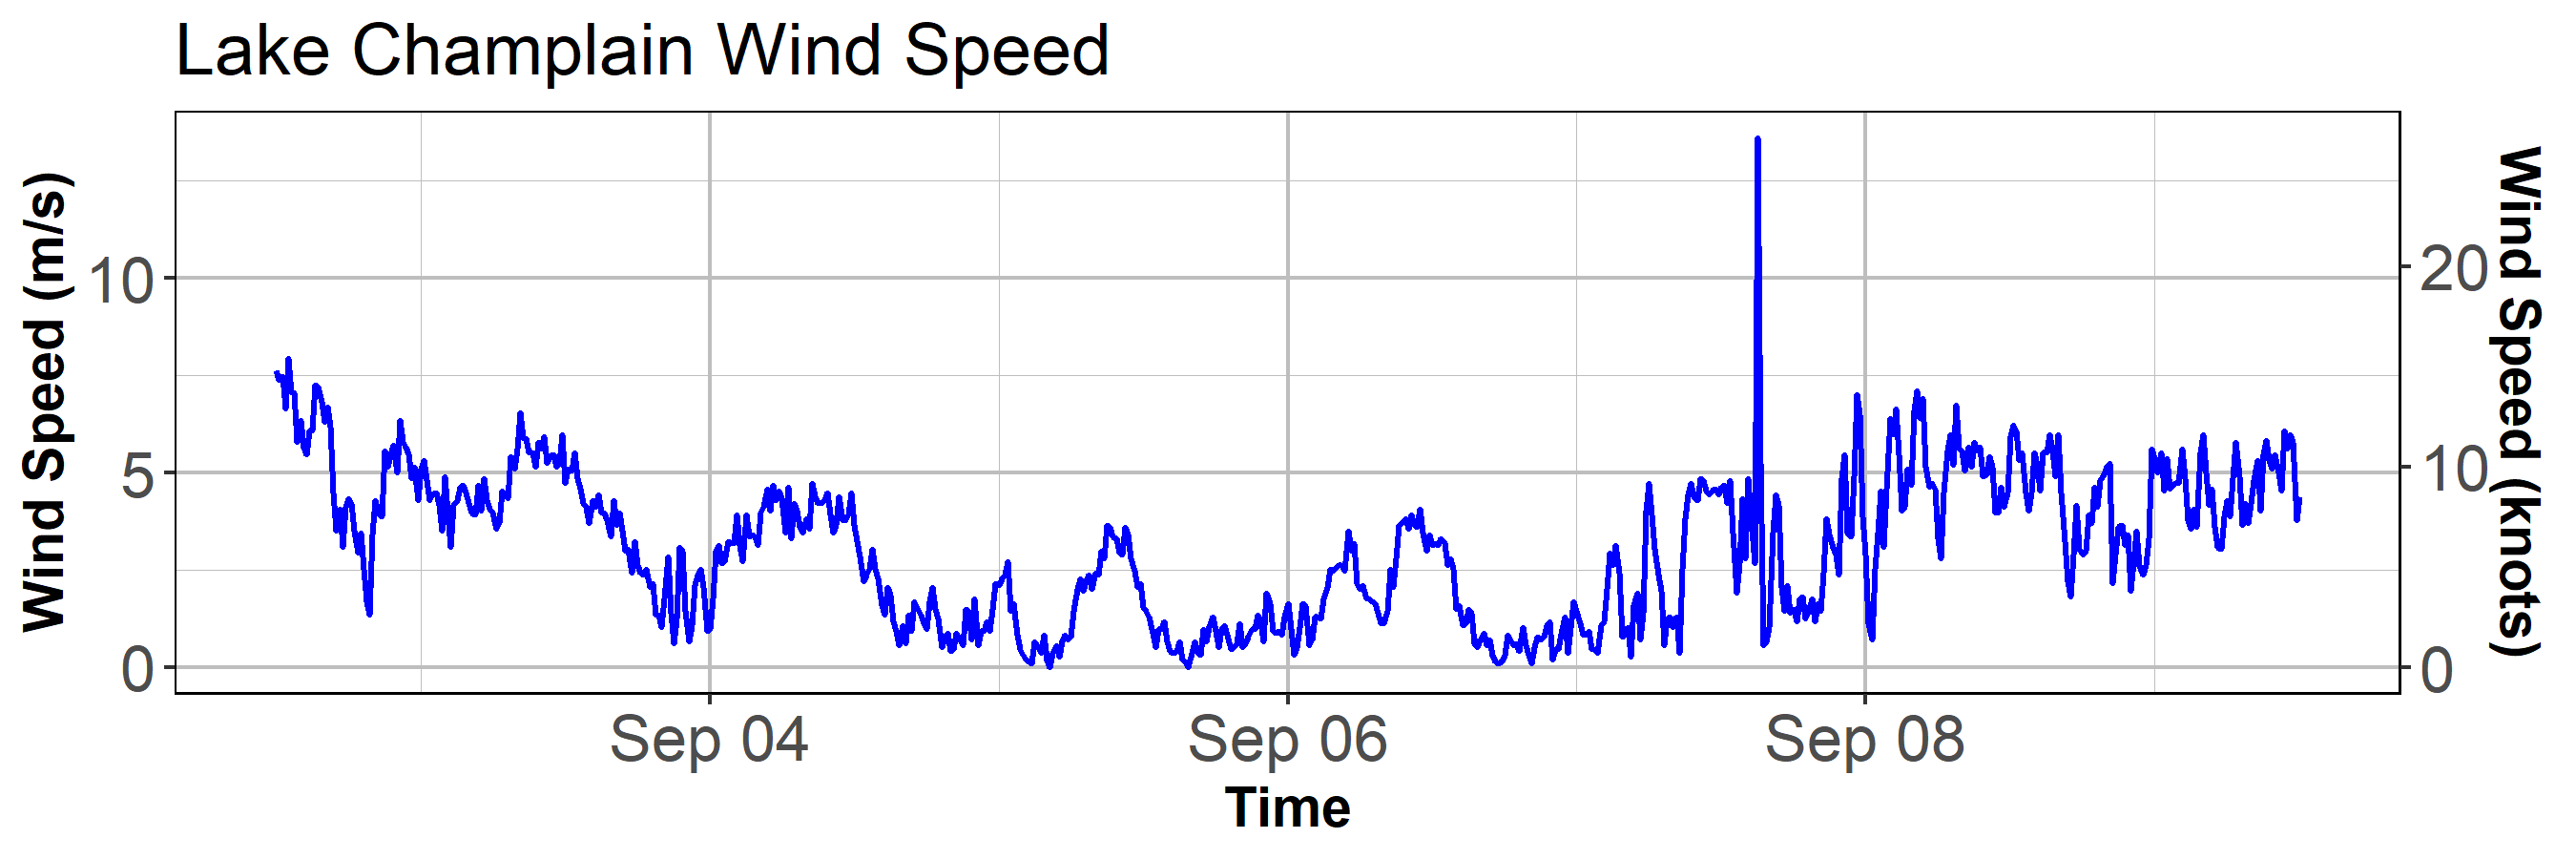 Lake Champlain Wind Speed
Wind Speed (m/s)
10
5
0
20
10
0
Wind Speed (knots)
Sep 04
Sep 06
Sep 08
Time